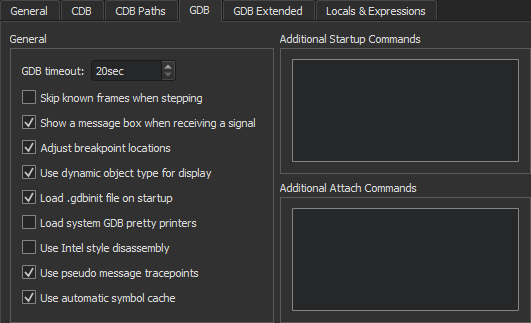 General CDB CDB Paths GDB GDB Extended Locals & Expressions
General
GDB timeout: 20sec
Skip known frames when stepping
Show a message box when receiving a signal
Adjust breakpoint locations
Use dynamic object type for display
Load .gdbinit file on startup
Load system GDB pretty printers
Use Intel style disassembly
Use pseudo message tracepoints
Use automatic symbol cache
Additional Startup Commands
Additional Attach Commands